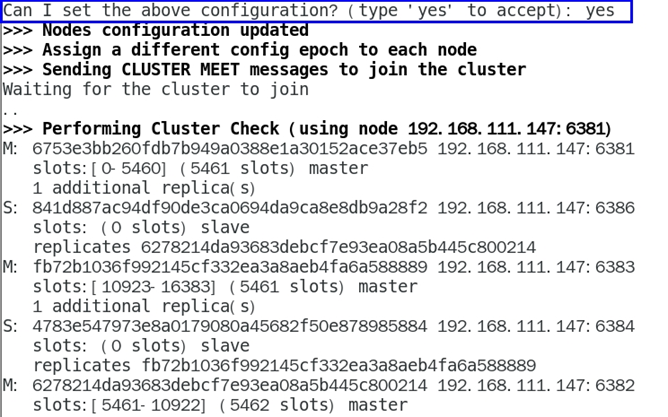 Can I set the above configuration? (type 'yes' to accept): yes
>>> Nodes configuration updated
>>> Assign a different config epoch to each node
>>> Sending CLUSTER MEET messages to join the cluster
Waiting for the cluster to join
..
>>> Performing Cluster Check (using node 192.168.111.147:6381)
M: 6753e3bb260fdb7b949a0388e1a30152ace37eb5 192.168.111.147:6381
slots:[0-5460] (5461 slots) master
1 additional replica(s)
S: 841d887ac94df90de3ca0694da9ca8e8db9a28f2 192.168.111.147:6386
slots: (0 slots) slave
replicates 6278214da93683debcf7e93ea08a5b445c800214
M: fb72b1036f992145cf332ea3a8aeb4fa6a588889 192.168.111.147:6383
slots:[10923-16383] (5461 slots) master
1 additional replica(s)
S: 4783e547973e8a0179080a45682f50e878985884 192.168.111.147:6384
slots: (0 slots) slave
replicates fb72b1036f992145cf332ea3a8aeb4fa6a588889
M: 6278214da93683debcf7e93ea08a5b445c800214 192.168.111.147:6382
slots:[5461-10922] (5462 slots) master